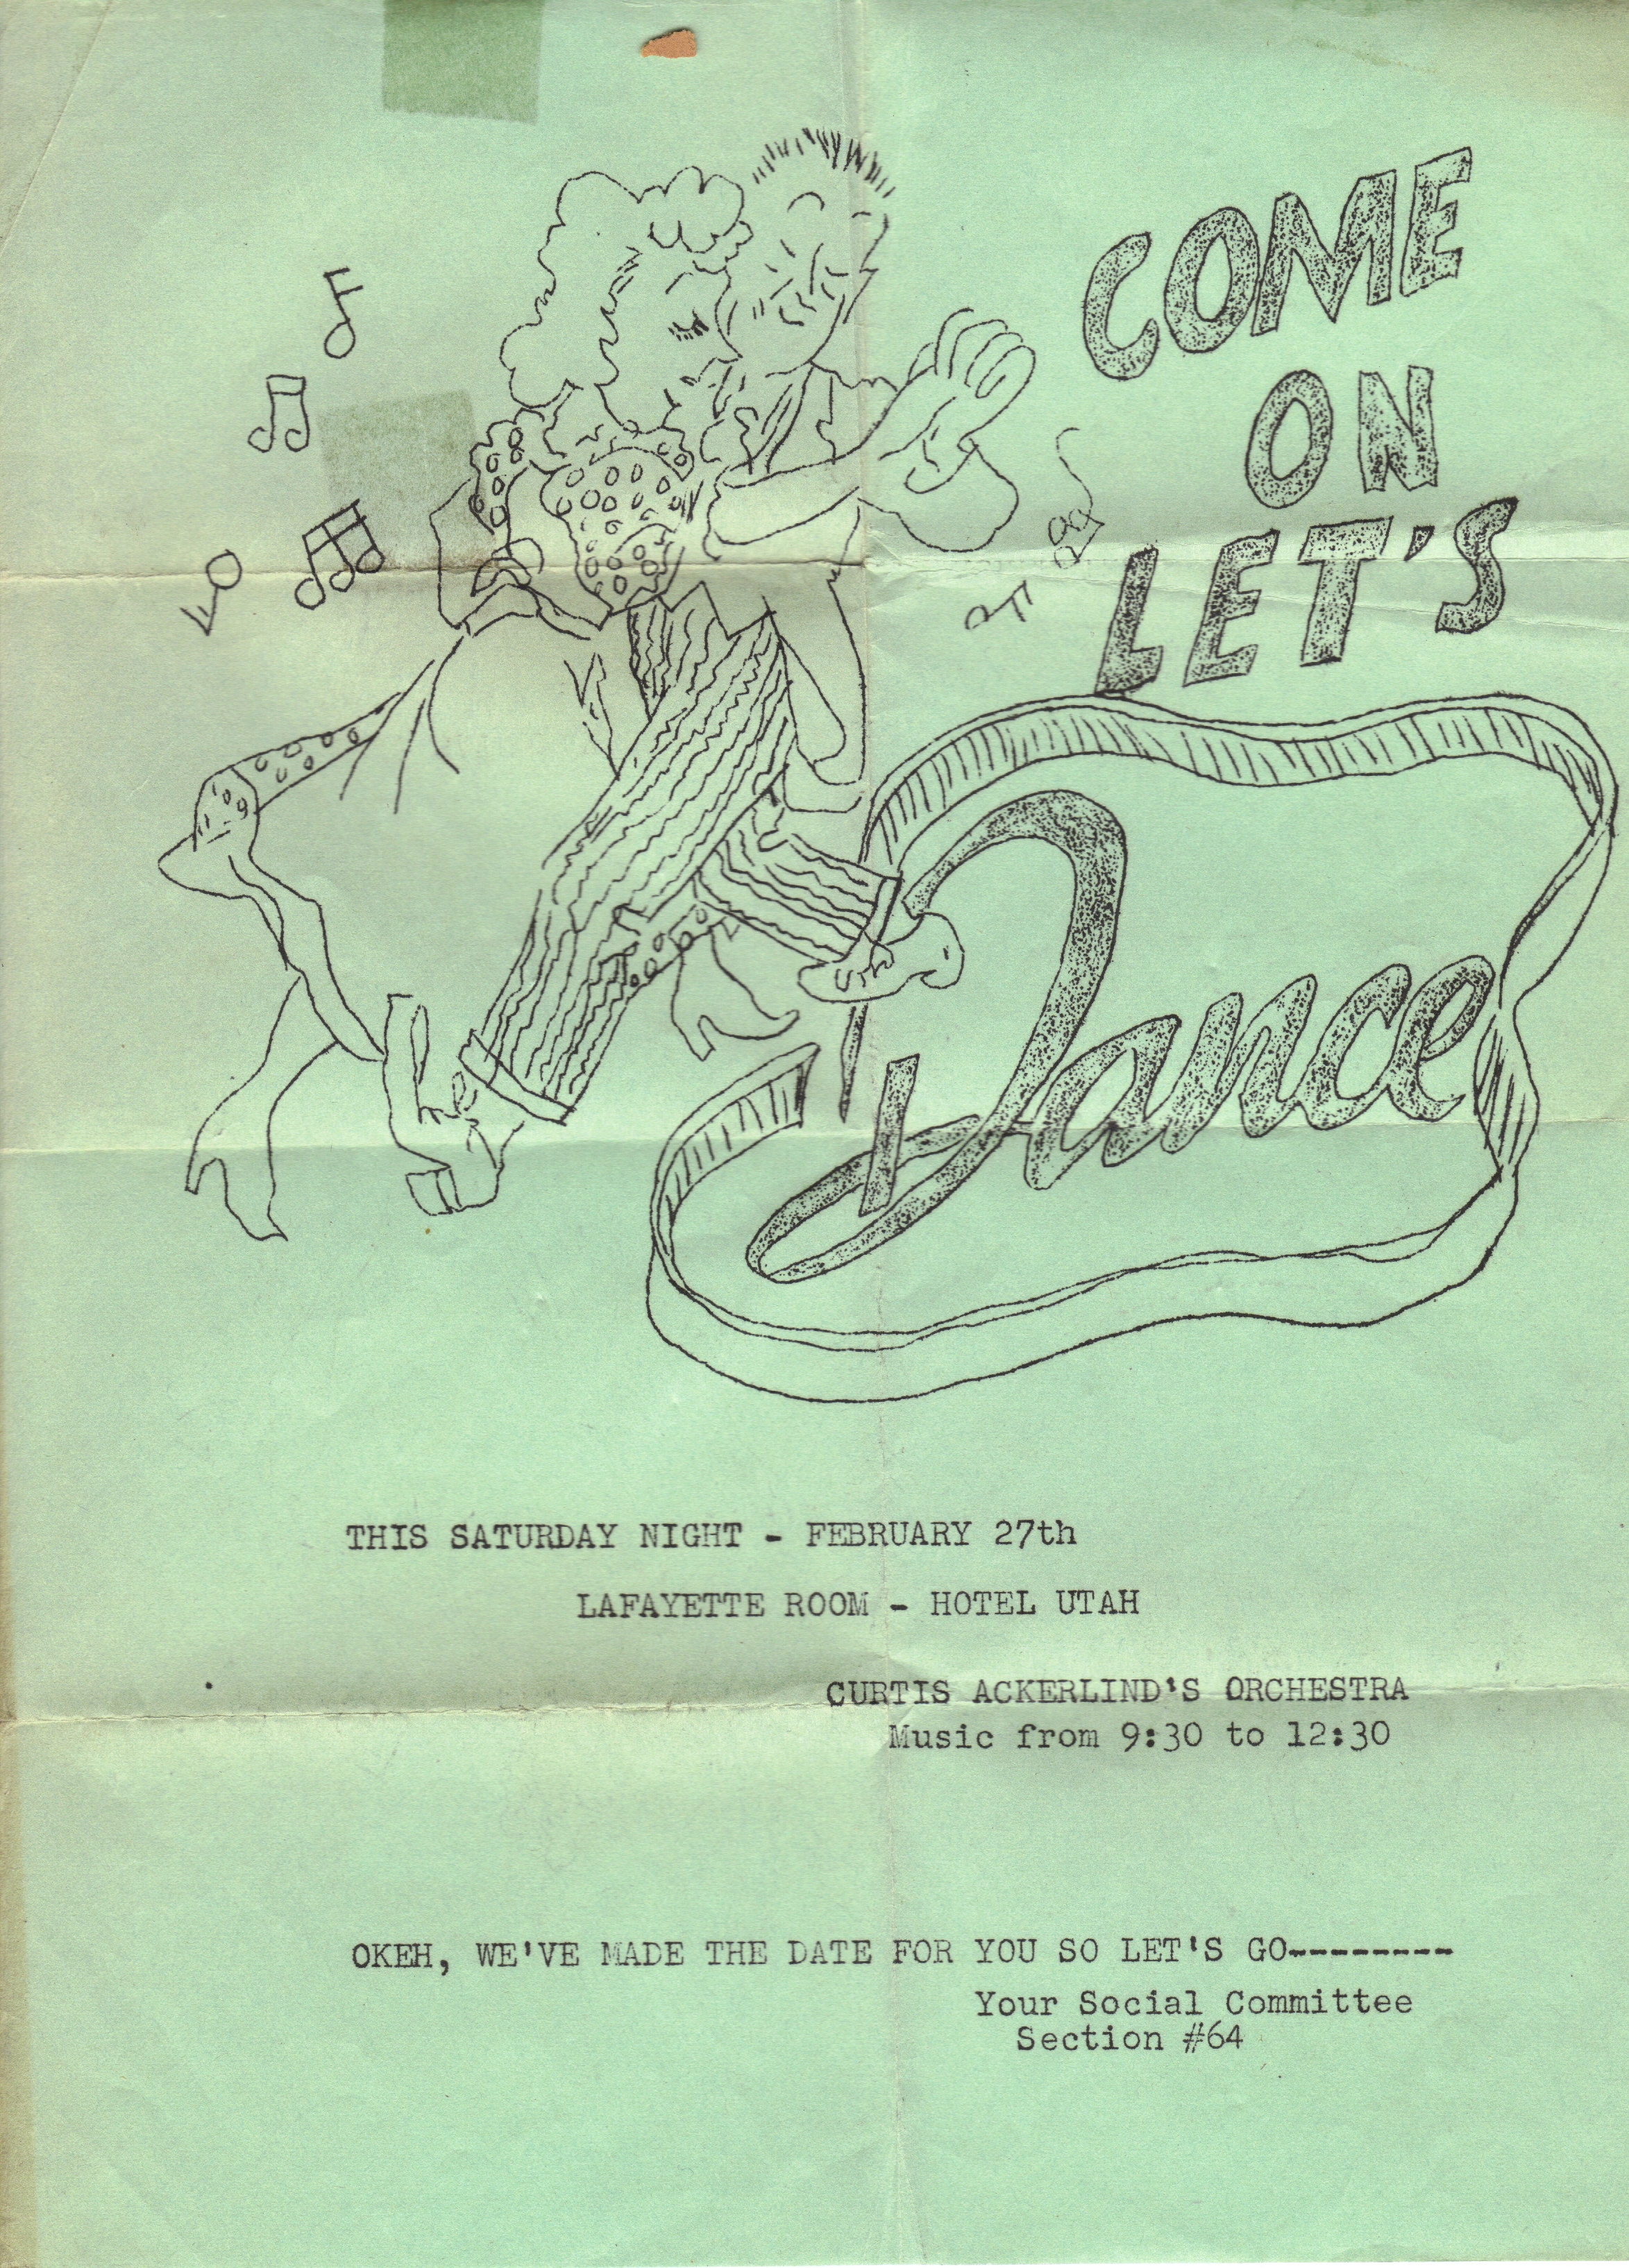 COME
ON
LET'S
Dance
THIS SATURDAY NIGHT - FEBRUARY 27th
LAFAYETTE ROOM - HOTEL UTAH
CURTIS ACKERLIND'S ORCHESTRA
Music from 9:30 to 12:30
OKEH, WE'VE MADE THE DATE FOR YOU SO LET'S GO--------
Your Social Committee
Section #64